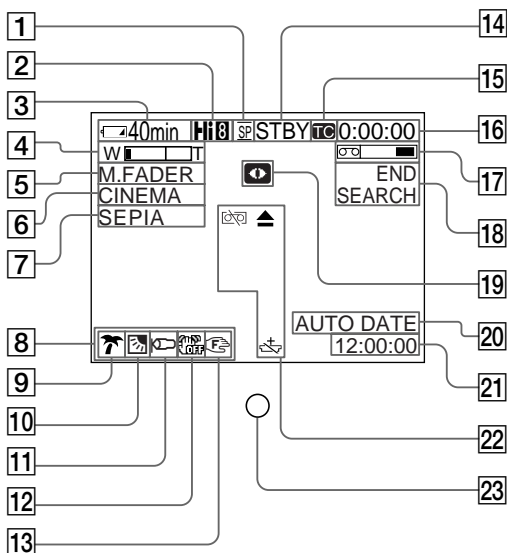 1
2
3
4
5
6
7
8
9
10
11
12
13
14
15
16
17
18
19
20
21
22
23
40min Hi8 SP STBY TC 0:00:00
W T
M.FADER
CINEMA
SEPIA
END
SEARCH
AUTO DATE
12:00:00
OFF
F